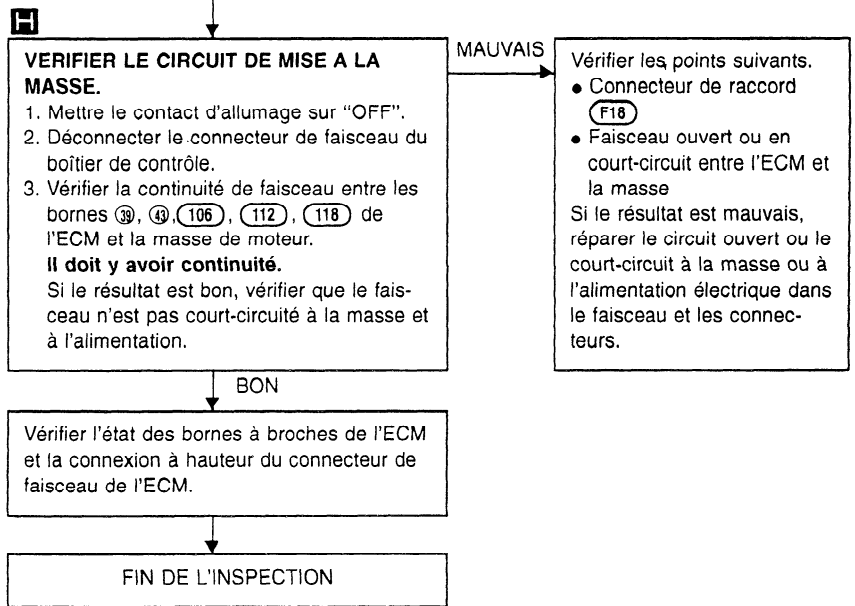 H
VERIFIER LE CIRCUIT DE MISE A LA
MASSE.
1. Mettre le contact d'allumage sur "OFF".
2. Déconnecter le connecteur de faisceau du
boîtier de contrôle.
3. Vérifier la continuité de faisceau entre les
bornes 39, 43, 106, 112, 118 de
l'ECM et la masse de moteur.
Il doit y avoir continuité.
Si le résultat est bon, vérifier que le fais-
ceau n'est pas court-circuité à la masse et
à l'alimentation.
MAUVAIS
Vérifier les points suivants.
● Connecteur de raccord
F18
● Faisceau ouvert ou en
court-circuit entre l'ECM et
la masse
Si le résultat est mauvais,
réparer le circuit ouvert ou le
court-circuit à la masse ou à
l'alimentation électrique dans
le faisceau et les connec-
teurs.
BON
Vérifier l'état des bornes à broches de l'ECM
et la connexion à hauteur du connecteur de
faisceau de l'ECM.
FIN DE L'INSPECTION